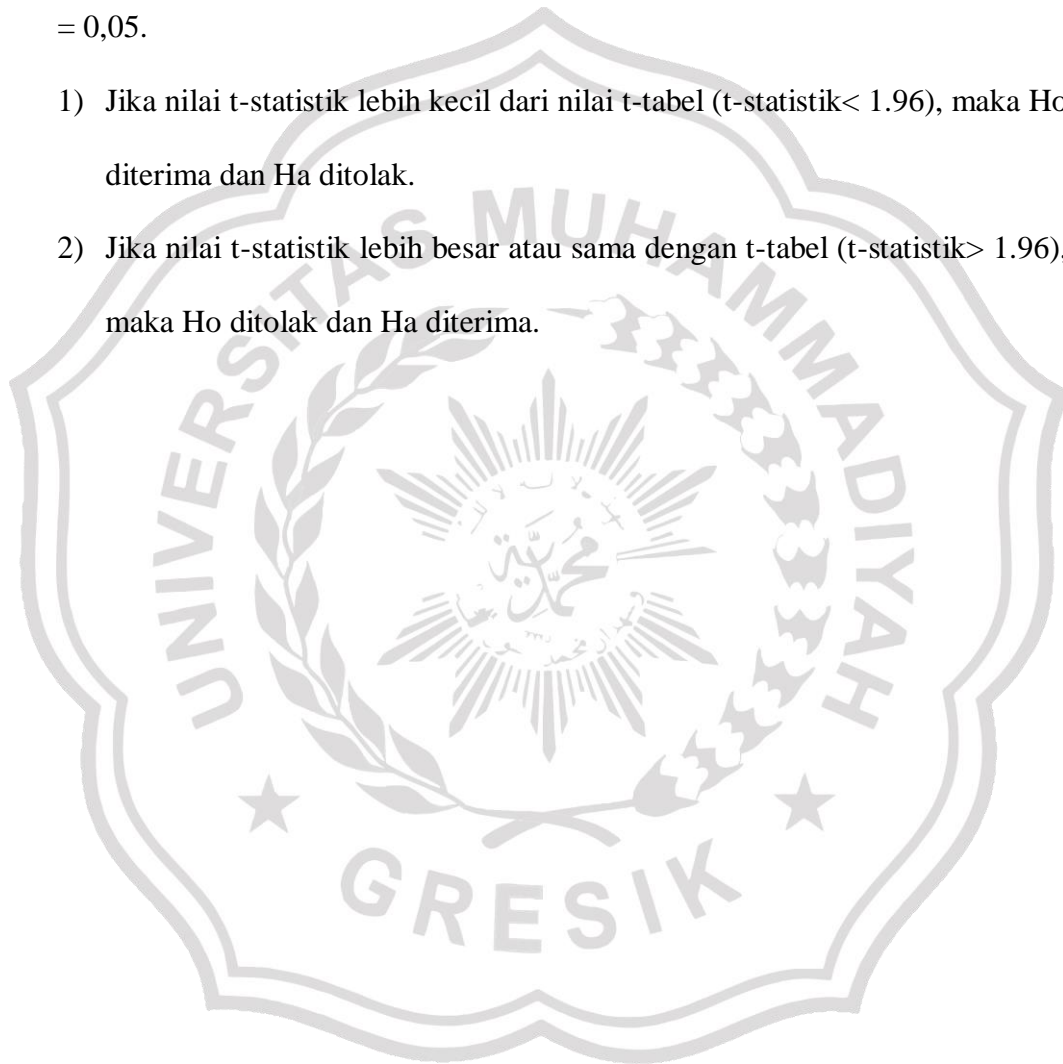 = 0,05.
1) Jika nilai t-statistik lebih kecil dari nilai t-tabel (t-statistik< 1.96), maka Ho
diterima dan Ha ditolak.
2) Jika nilai t-statistik lebih besar atau sama dengan t-tabel (t-statistik> 1.96),
maka Ho ditolak dan Ha diterima.
UNIVERSITAS MUHAMMADIYAH
GRESIK